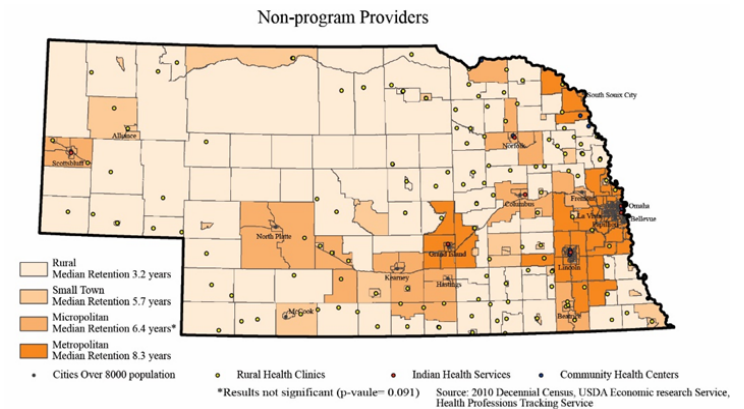 Non-program Providers
South Soux City
Alliance
Scottsbluff
Norfolk
Columbus
Fremont
Omaha
La Vista
Bellevue
Papillion
North Platte
Grand Island
Lincoln
Kearney
Hastings
McCook
Beatrice
Rural
Median Retention 3.2 years
Small Town
Median Retention 5.7 years
Micropolitan
Median Retention 6.4 years*
Metropolitan
Median Retention 8.3 years
Cities Over 8000 population
Rural Health Clinics
Indian Health Services
Community Health Centers
*Results not significant (p-vaule= 0.091)
Source: 2010 Decennial Census, USDA Economic research Service,
Health Professions Tracking Service